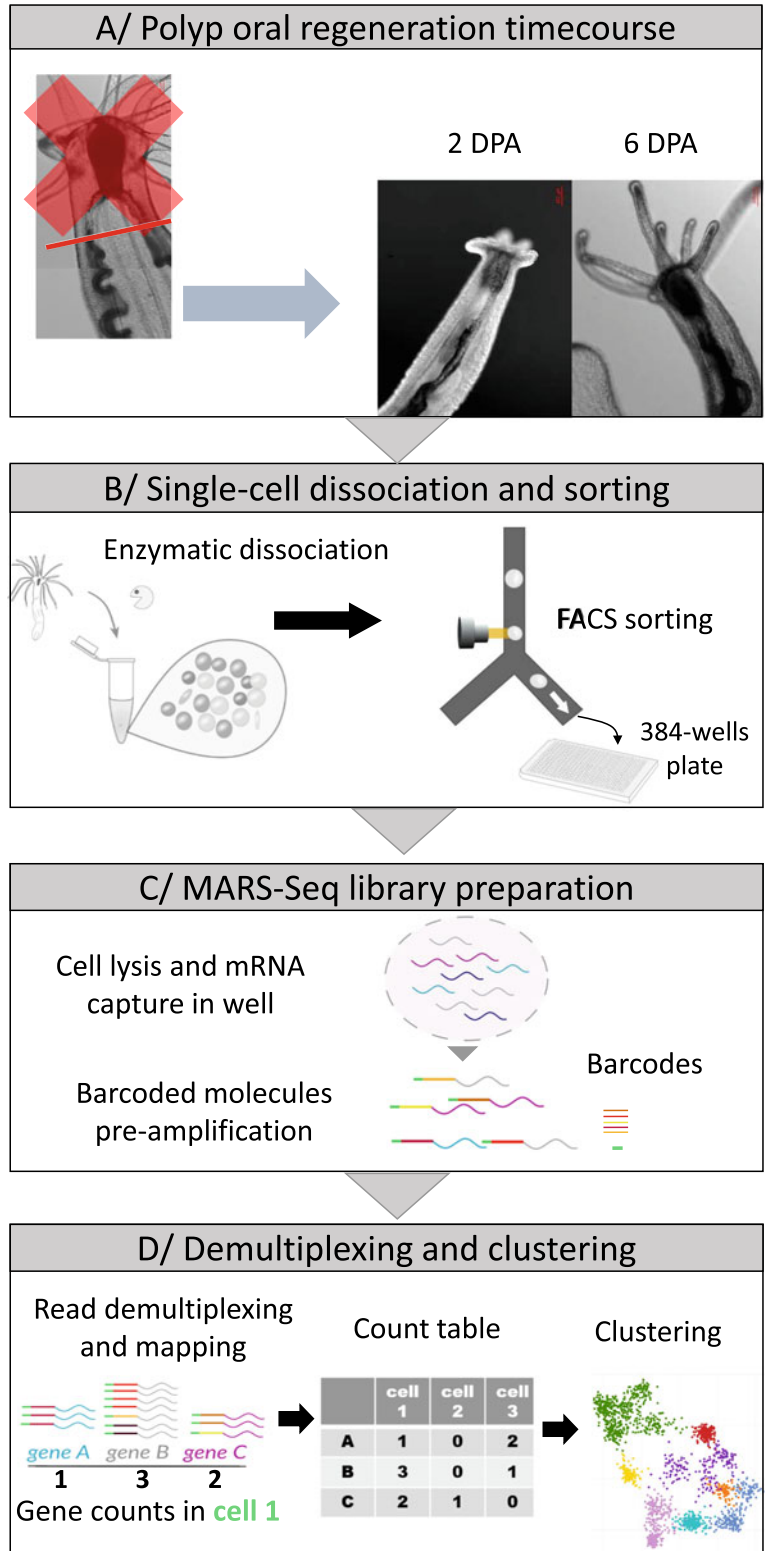 A/ Polyp oral regeneration timecourse
2 DPA
6 DPA
B/ Single-cell dissociation and sorting
Enzymatic dissociation
FACS sorting
384-wells
plate
C/ MARS-Seq library preparation
Cell lysis and mRNA
capture in well
Barcodes
Barcoded molecules
pre-amplification
D/ Demultiplexing and clustering
Read demultiplexing
and mapping
Count table
Clustering
gene A gene B gene C
1 3 2
Gene counts in cell 1
cell 1 cell 2 cell 3
A 1 0 2
B 3 0 1
C 2 1 0